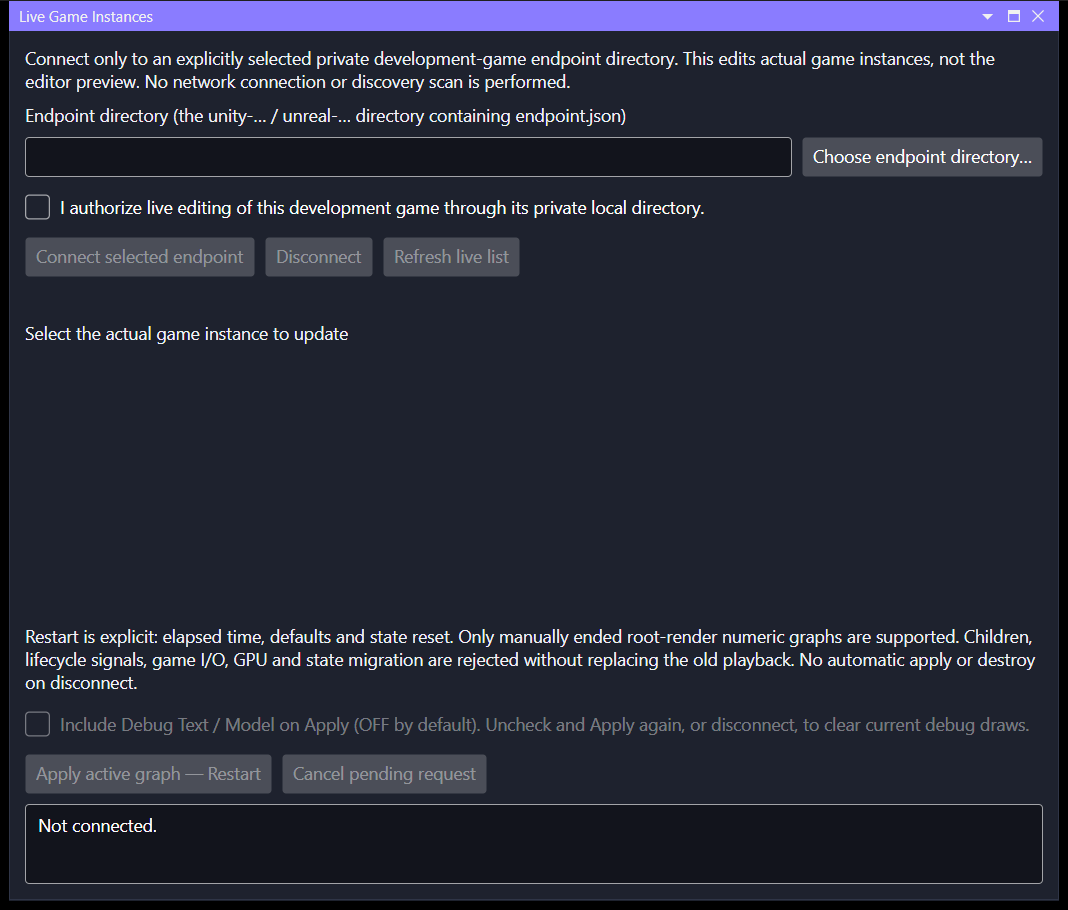 Live Game Instances
Connect only to an explicitly selected private development-game endpoint directory. This edits actual game instances, not the
editor preview. No network connection or discovery scan is performed.
Endpoint directory (the unity-... / unreal-... directory containing endpoint.json)
Choose endpoint directory...
I authorize live editing of this development game through its private local directory.
Connect selected endpoint
Disconnect
Refresh live list
Select the actual game instance to update
Restart is explicit: elapsed time, defaults and state reset. Only manually ended root-render numeric graphs are supported. Children,
lifecycle signals, game I/O, GPU and state migration are rejected without replacing the old playback. No automatic apply or destroy
on disconnect.
Include Debug Text / Model on Apply (OFF by default). Uncheck and Apply again, or disconnect, to clear current debug draws.
Apply active graph — Restart
Cancel pending request
Not connected.